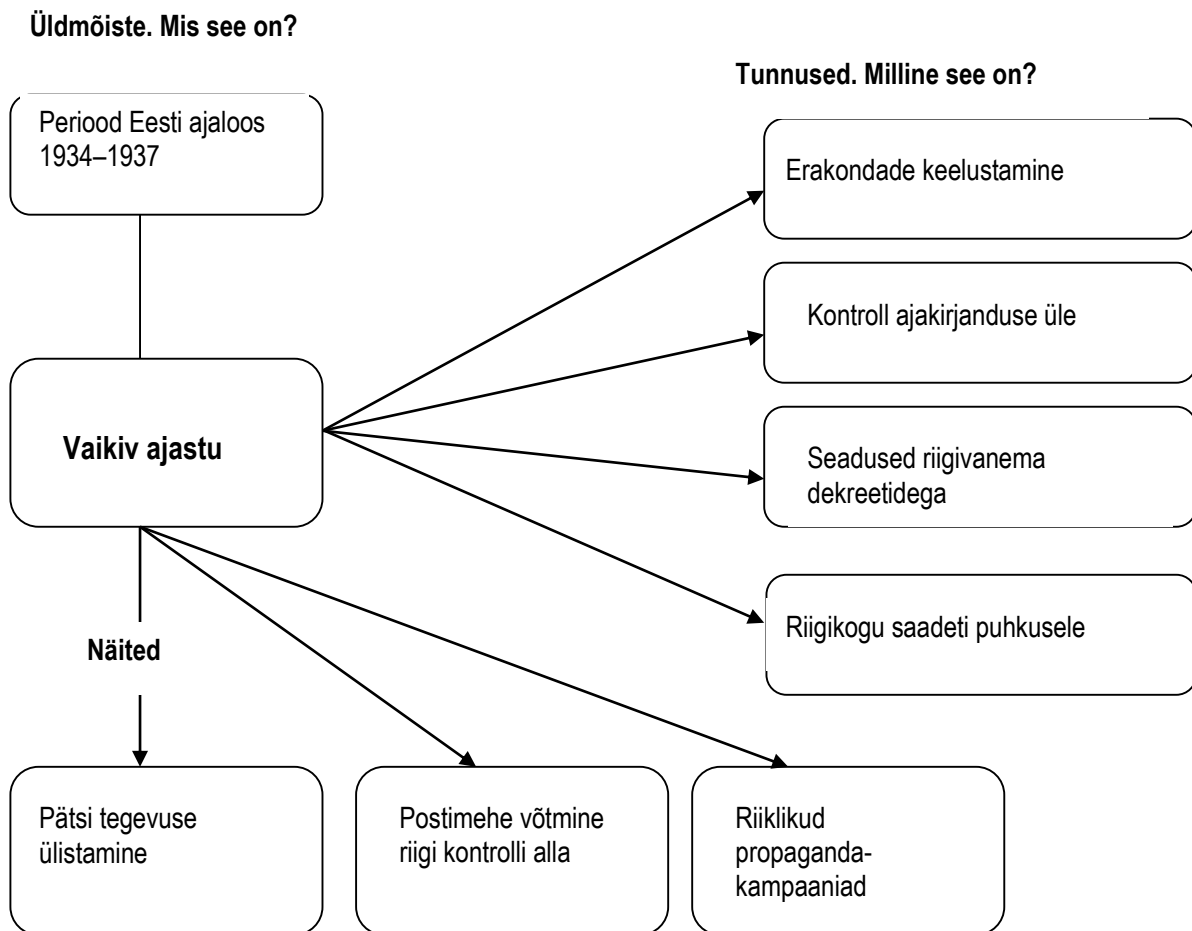 Üldmõiste. Mis see on?
Tunnused. Milline see on?
Periood Eesti ajaloos
1934–1937
Erakondade keelustamine
Kontroll ajakirjanduse üle
Vaikiv ajastu
Seadused riigivanema
dekreetidega
Riigikogu saadeti puhkusele
Näited
Pätsi tegevuse
ülistamine
Postimehe võtmine
riigi kontrolli alla
Riiklikud
propaganda-
kampaaniad